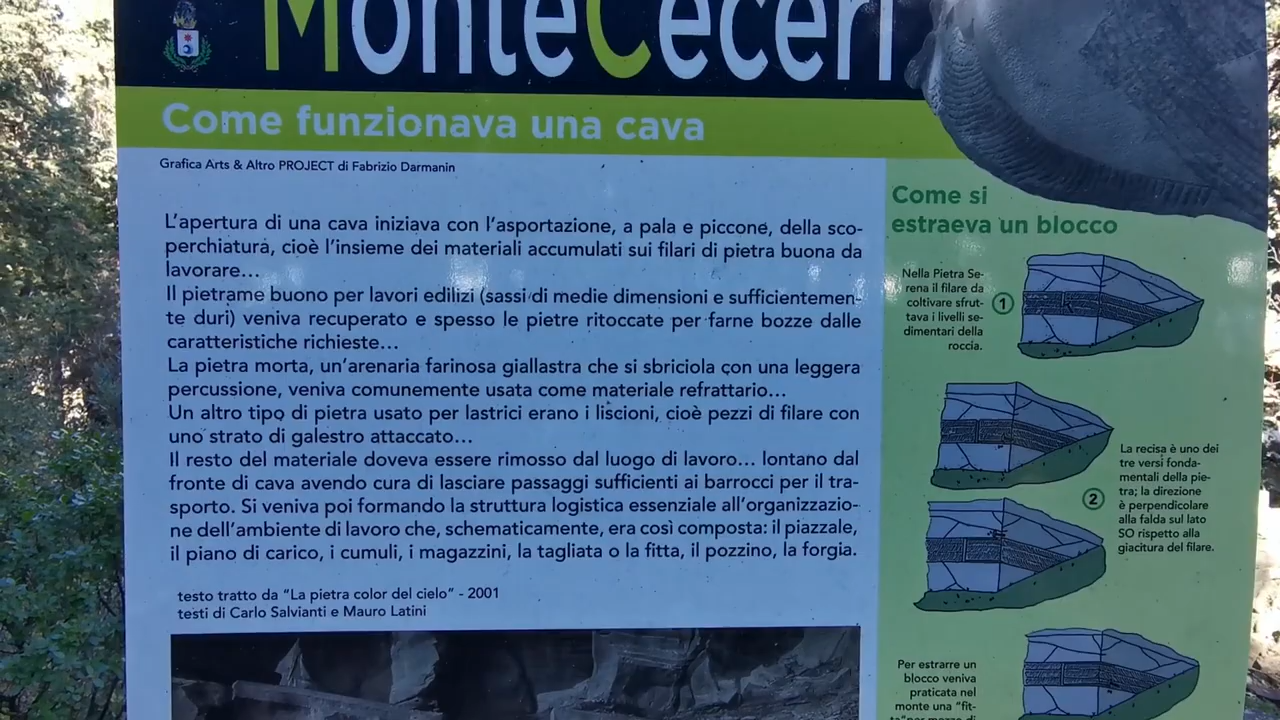 MonteCeceri
Come funzionava una cava
Grafica Arts & Altro PROJECT di Fabrizio Darmanin
L'apertura di una cava iniziava con l'asportazione, a pala e piccone, della sco-
perchiatura, cioè l'insieme dei materiali accumulati sui filari di pietra buona da
lavorare...
Il pietrame buono per lavori edilizi (sassi di medie dimensioni e sufficientemen-
te duri) veniva recuperato e spesso le pietre ritoccate per farne bozze dalle
caratteristiche richieste...
La pietra morta, un'arenaria farinosa giallastra che si sbriciola con una leggera
percussione, veniva comunemente usata come materiale refrattario...
Un altro tipo di pietra usato per lastrici erano i liscioni, cioè pezzi di filare con
uno strato di galestro attaccato...
Il resto del materiale doveva essere rimosso dal luogo di lavoro... lontano dal
fronte di cava avendo cura di lasciare passaggi sufficienti ai barrocci per il tra-
sporto. Si veniva poi formando la struttura logistica essenziale all'organizzazio-
ne dell'ambiente di lavoro che, schematicamente, era così composta: il piazzale,
il piano di carico, i cumuli, i magazzini, la tagliata o la fitta, il pozzino, la forgia.
testo tratto da "La pietra color del cielo" - 2001
testi di Carlo Salvianti e Mauro Latini
Come si
estraeva un blocco
Nella Pietra Se-
rena il filare da
coltivare sfrut-
tava i livelli se-
dimentari della
roccia.
1
La recisa è uno dei
tre versi fonda-
mentali della pie-
tra; la direzione
è perpendicolare
alla falda sul lato
SO rispetto alla
giacitura del filare.
2
Per estrarre un
blocco veniva
praticata nel
monte una "fit-
ta" per mezzo di